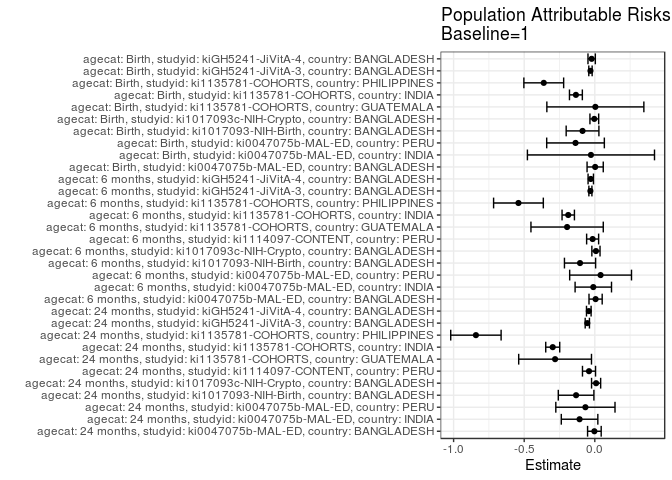 Population Attributable Risks
Baseline=1
agecat: Birth, studyid: kiGH5241-JiVitA-4, country: BANGLADESH
agecat: Birth, studyid: kiGH5241-JiVitA-3, country: BANGLADESH
agecat: Birth, studyid: ki1135781-COHORTS, country: PHILIPPINES
agecat: Birth, studyid: ki1135781-COHORTS, country: INDIA
agecat: Birth, studyid: ki1135781-COHORTS, country: GUATEMALA
agecat: Birth, studyid: ki1017093c-NIH-Crypto, country: BANGLADESH
agecat: Birth, studyid: ki1017093-NIH-Birth, country: BANGLADESH
agecat: Birth, studyid: ki0047075b-MAL-ED, country: PERU
agecat: Birth, studyid: ki0047075b-MAL-ED, country: INDIA
agecat: Birth, studyid: ki0047075b-MAL-ED, country: BANGLADESH
agecat: 6 months, studyid: kiGH5241-JiVitA-4, country: BANGLADESH
agecat: 6 months, studyid: kiGH5241-JiVitA-3, country: BANGLADESH
agecat: 6 months, studyid: ki1135781-COHORTS, country: PHILIPPINES
agecat: 6 months, studyid: ki1135781-COHORTS, country: INDIA
agecat: 6 months, studyid: ki1135781-COHORTS, country: GUATEMALA
agecat: 6 months, studyid: ki1114097-CONTENT, country: PERU
agecat: 6 months, studyid: ki1017093c-NIH-Crypto, country: BANGLADESH
agecat: 6 months, studyid: ki1017093-NIH-Birth, country: BANGLADESH
agecat: 6 months, studyid: ki0047075b-MAL-ED, country: PERU
agecat: 6 months, studyid: ki0047075b-MAL-ED, country: INDIA
agecat: 6 months, studyid: ki0047075b-MAL-ED, country: BANGLADESH
agecat: 24 months, studyid: kiGH5241-JiVitA-4, country: BANGLADESH
agecat: 24 months, studyid: kiGH5241-JiVitA-3, country: BANGLADESH
agecat: 24 months, studyid: ki1135781-COHORTS, country: PHILIPPINES
agecat: 24 months, studyid: ki1135781-COHORTS, country: INDIA
agecat: 24 months, studyid: ki1135781-COHORTS, country: GUATEMALA
agecat: 24 months, studyid: ki1114097-CONTENT, country: PERU
agecat: 24 months, studyid: ki1017093c-NIH-Crypto, country: BANGLADESH
agecat: 24 months, studyid: ki1017093-NIH-Birth, country: BANGLADESH
agecat: 24 months, studyid: ki0047075b-MAL-ED, country: PERU
agecat: 24 months, studyid: ki0047075b-MAL-ED, country: INDIA
agecat: 24 months, studyid: ki0047075b-MAL-ED, country: BANGLADESH
-1.0 -0.5 0.0
Estimate